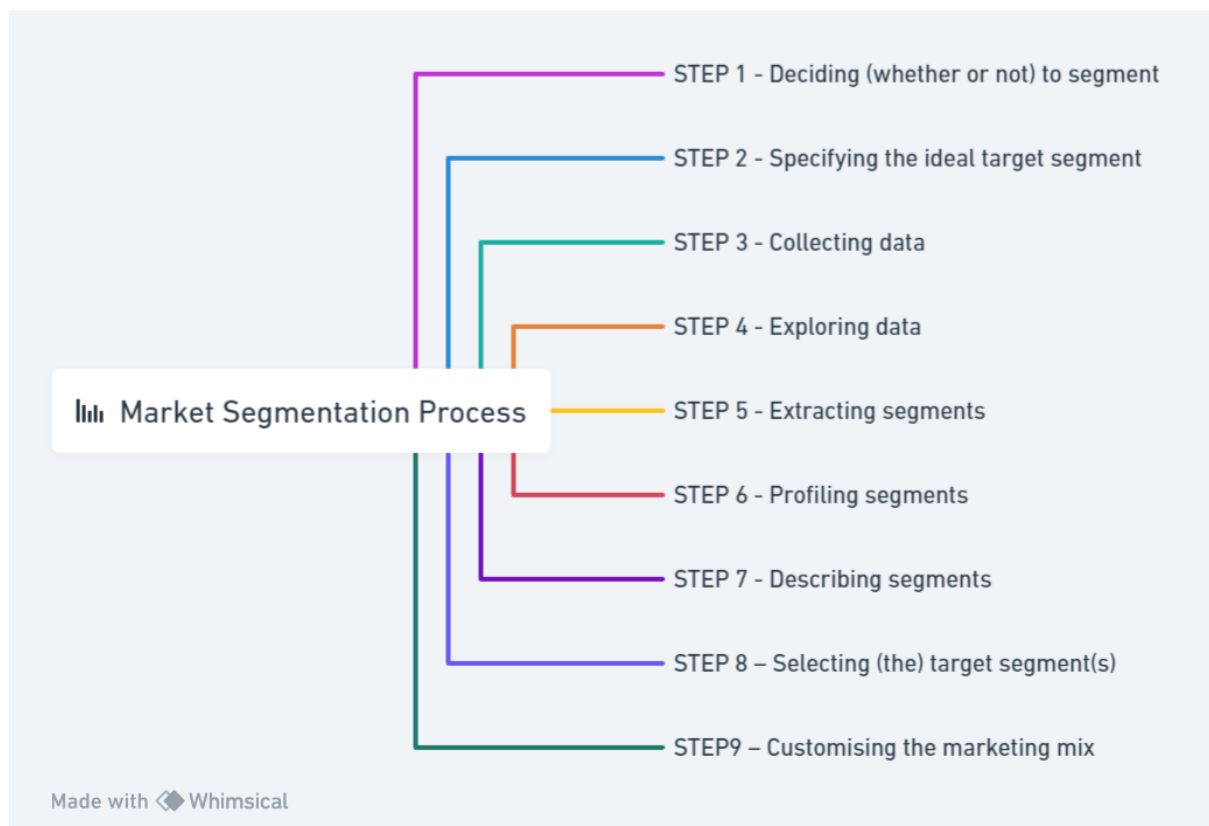 STEP 1 - Deciding (whether or not) to segment
STEP 2 - Specifying the ideal target segment
STEP 3 - Collecting data
STEP 4 - Exploring data
Market Segmentation Process
STEP 5 - Extracting segments
STEP 6 - Profiling segments
STEP 7 - Describing segments
STEP 8 – Selecting (the) target segment(s)
STEP9 – Customising the marketing mix
Made with Whimsical